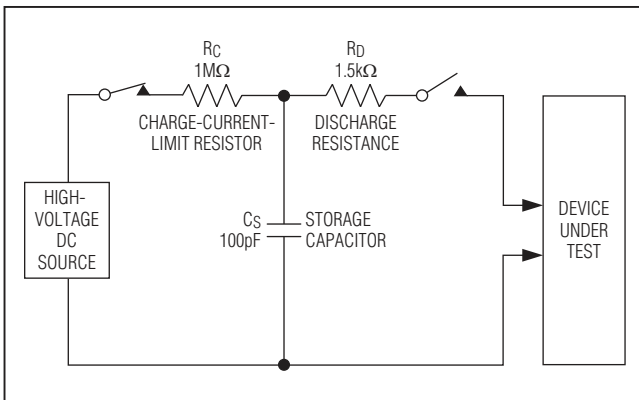 RC
1MΩ
CHARGE-CURRENT-
LIMIT RESISTOR
RD
1.5kΩ
DISCHARGE
RESISTANCE
HIGH-
VOLTAGE
DC
SOURCE
CS
100pF
STORAGE
CAPACITOR
DEVICE
UNDER
TEST